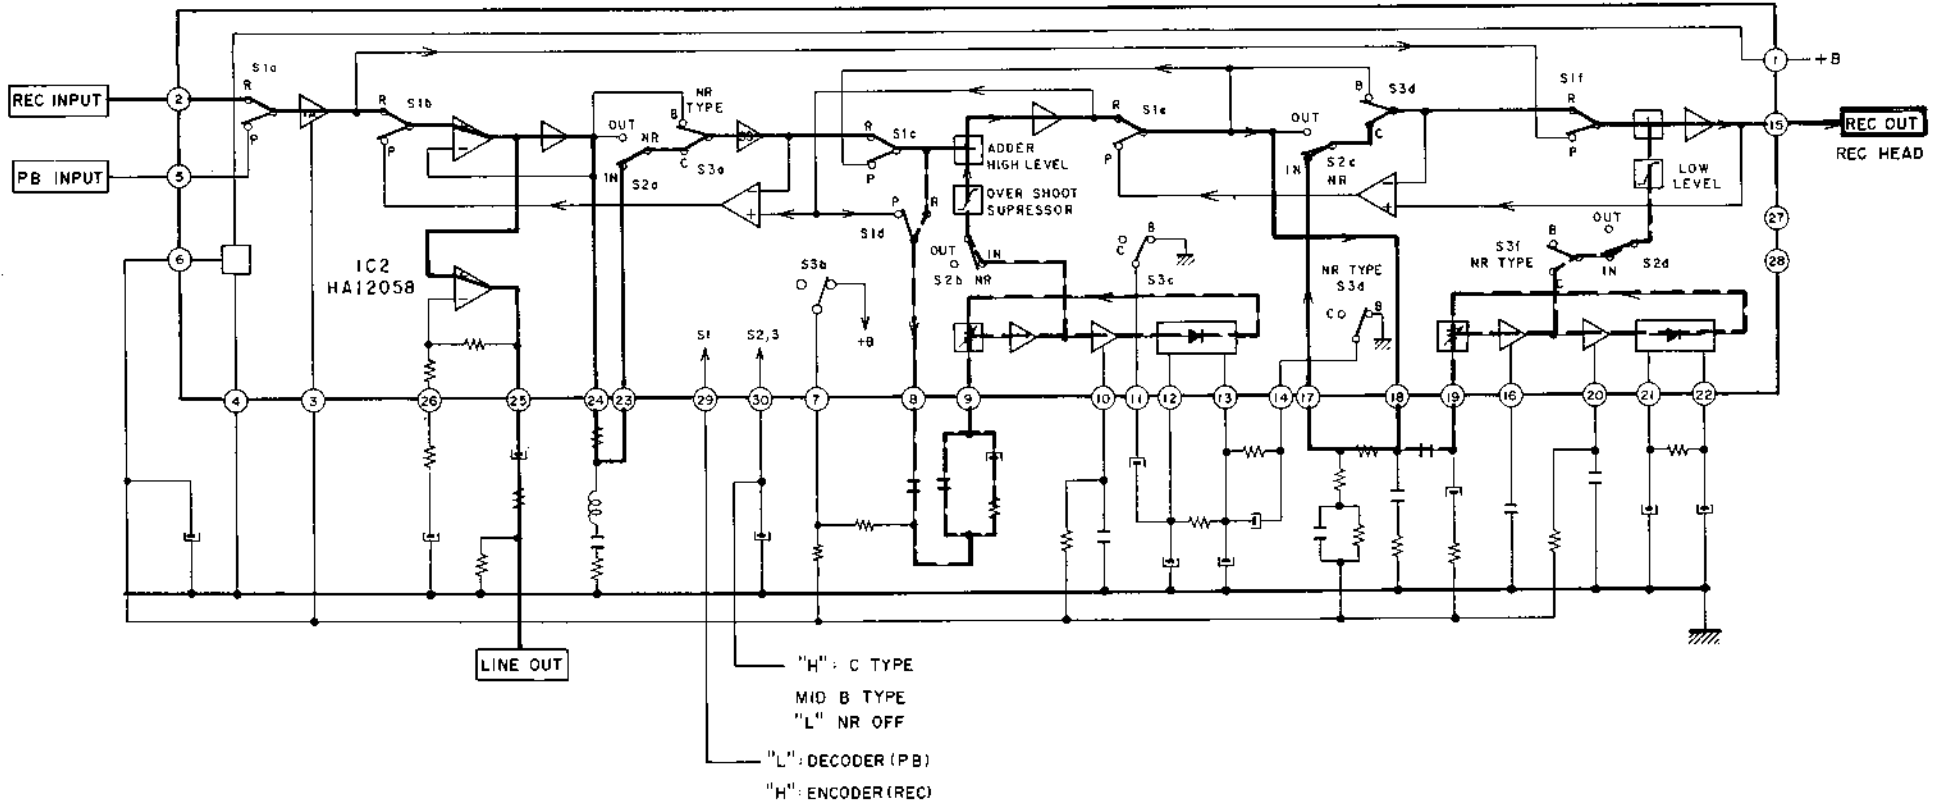 REC INPUT
2
S1a
R
P
PB INPUT
5
6
R
S1b
P
IC2
HA12058
OUT
NR
IN
S2a
NR
TYPE
B
C
S3a
R
S1c
P
P
R
S1d
ADDER
HIGH LEVEL
OVER SHOOT
SUPRESSOR
OUT
IN
S2b NR
R
S1e
P
OUT
IN
S2c
NR
B
S3d
C
R
S1f
P
1
+B
15
REC OUT
REC HEAD
LOW
LEVEL
27
28
OUT
B
S3f
NR TYPE
C
IN
S2d
S3b
+B
C
B
S3c
NR TYPE
S3d
C
B
S1
S2,3
4
3
26
25
24
23
29
30
7
8
9
10
11
12
13
14
17
18
19
16
20
21
22
LINE OUT
"H": C TYPE
MID B TYPE
"L" NR OFF
"L": DECODER (PB)
"H": ENCODER (REC)